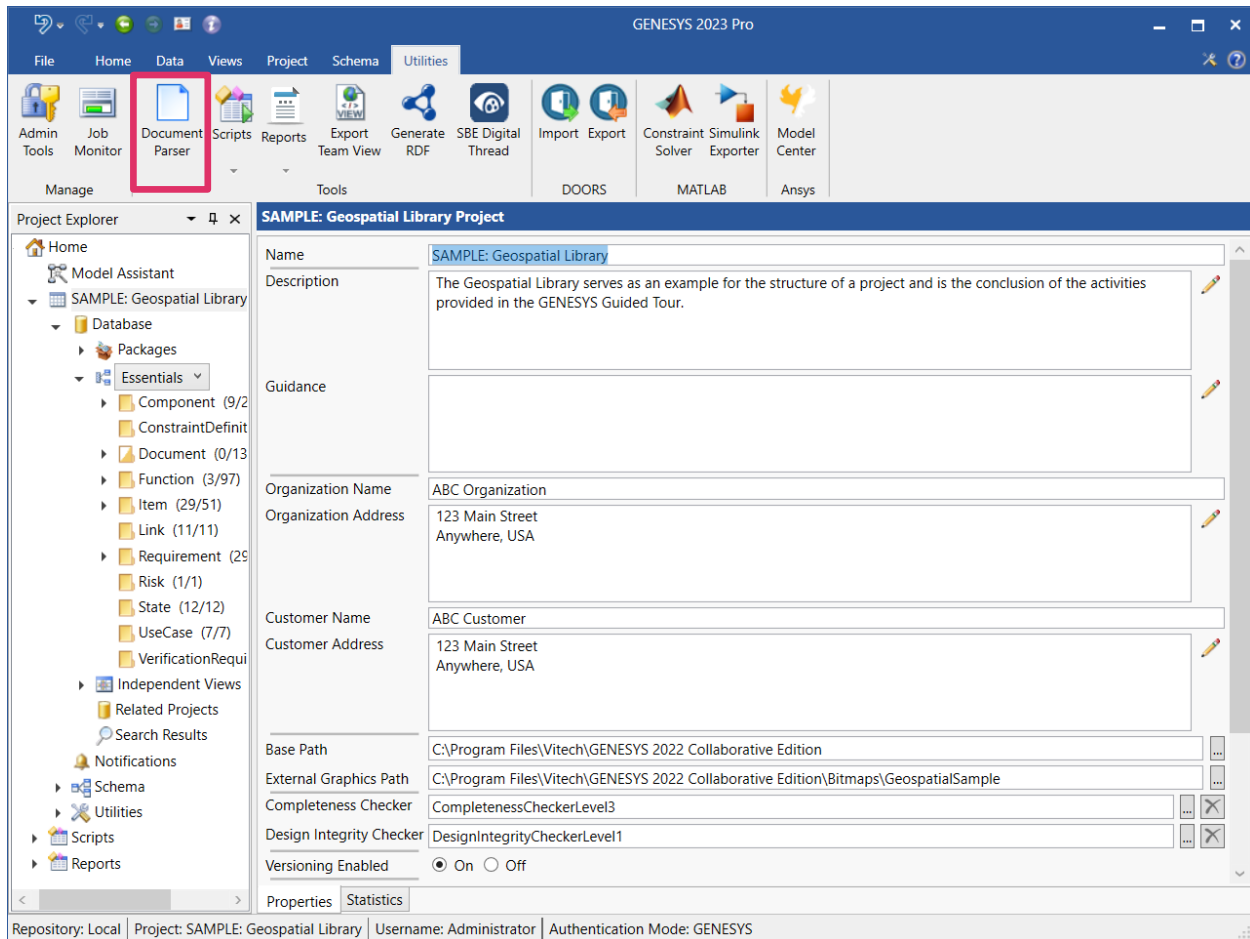 GENESYS 2023 Pro
File Home Data Views Project Schema Utilities
Admin Tools
Job Monitor
Document Parser
Scripts
Reports
VIEW
Export Team View
Generate RDF
SBE Digital Thread
Import
Export
Constraint Solver
Simulink Exporter
Model Center
Manage Tools DOORS MATLAB Ansys
Project Explorer
Home
Model Assistant
SAMPLE: Geospatial Library
Database
Packages
Essentials
Component (9/2
ConstraintDefinit
Document (0/13
Function (3/97)
Item (29/51)
Link (11/11)
Requirement (29
Risk (1/1)
State (12/12)
UseCase (7/7)
VerificationRequi
Independent Views
Related Projects
Search Results
Notifications
Schema
Utilities
Scripts
Reports
SAMPLE: Geospatial Library Project
Name SAMPLE: Geospatial Library
Description The Geospatial Library serves as an example for the structure of a project and is the conclusion of the activities
provided in the GENESYS Guided Tour.
Guidance
Organization Name ABC Organization
Organization Address 123 Main Street
Anywhere, USA
Customer Name ABC Customer
Customer Address 123 Main Street
Anywhere, USA
Base Path C:\Program Files\Vitech\GENESYS 2022 Collaborative Edition ...
External Graphics Path C:\Program Files\Vitech\GENESYS 2022 Collaborative Edition\Bitmaps\GeospatialSample ...
Completeness Checker CompletenessCheckerLevel3 ...
Design Integrity Checker DesignIntegrityCheckerLevel1 ...
Versioning Enabled On Off
Properties Statistics
Repository: Local Project: SAMPLE: Geospatial Library Username: Administrator Authentication Mode: GENESYS